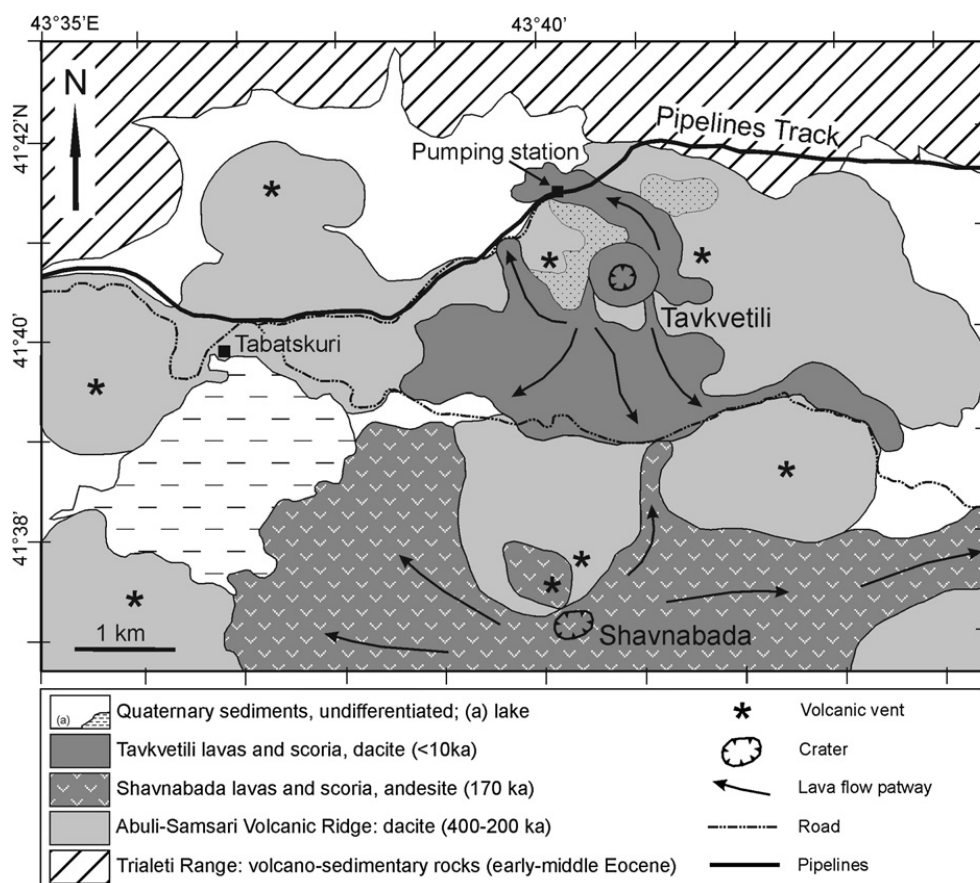 43°35'E
43°40'
N
41°42'N
Pipelines Track
Pumping station
Tavkvetili
41°40'
Tabatskuri
41°38'
1 km
Shavnabada
(a) Quaternary sediments, undifferentiated; (a) lake
Tavkvetili lavas and scoria, dacite (<10ka)
Shavnabada lavas and scoria, andesite (170 ka)
Abuli-Samsari Volcanic Ridge: dacite (400-200 ka)
Trialeti Range: volcano-sedimentary rocks (early-middle Eocene)
Volcanic vent
Crater
Lava flow patway
Road
Pipelines